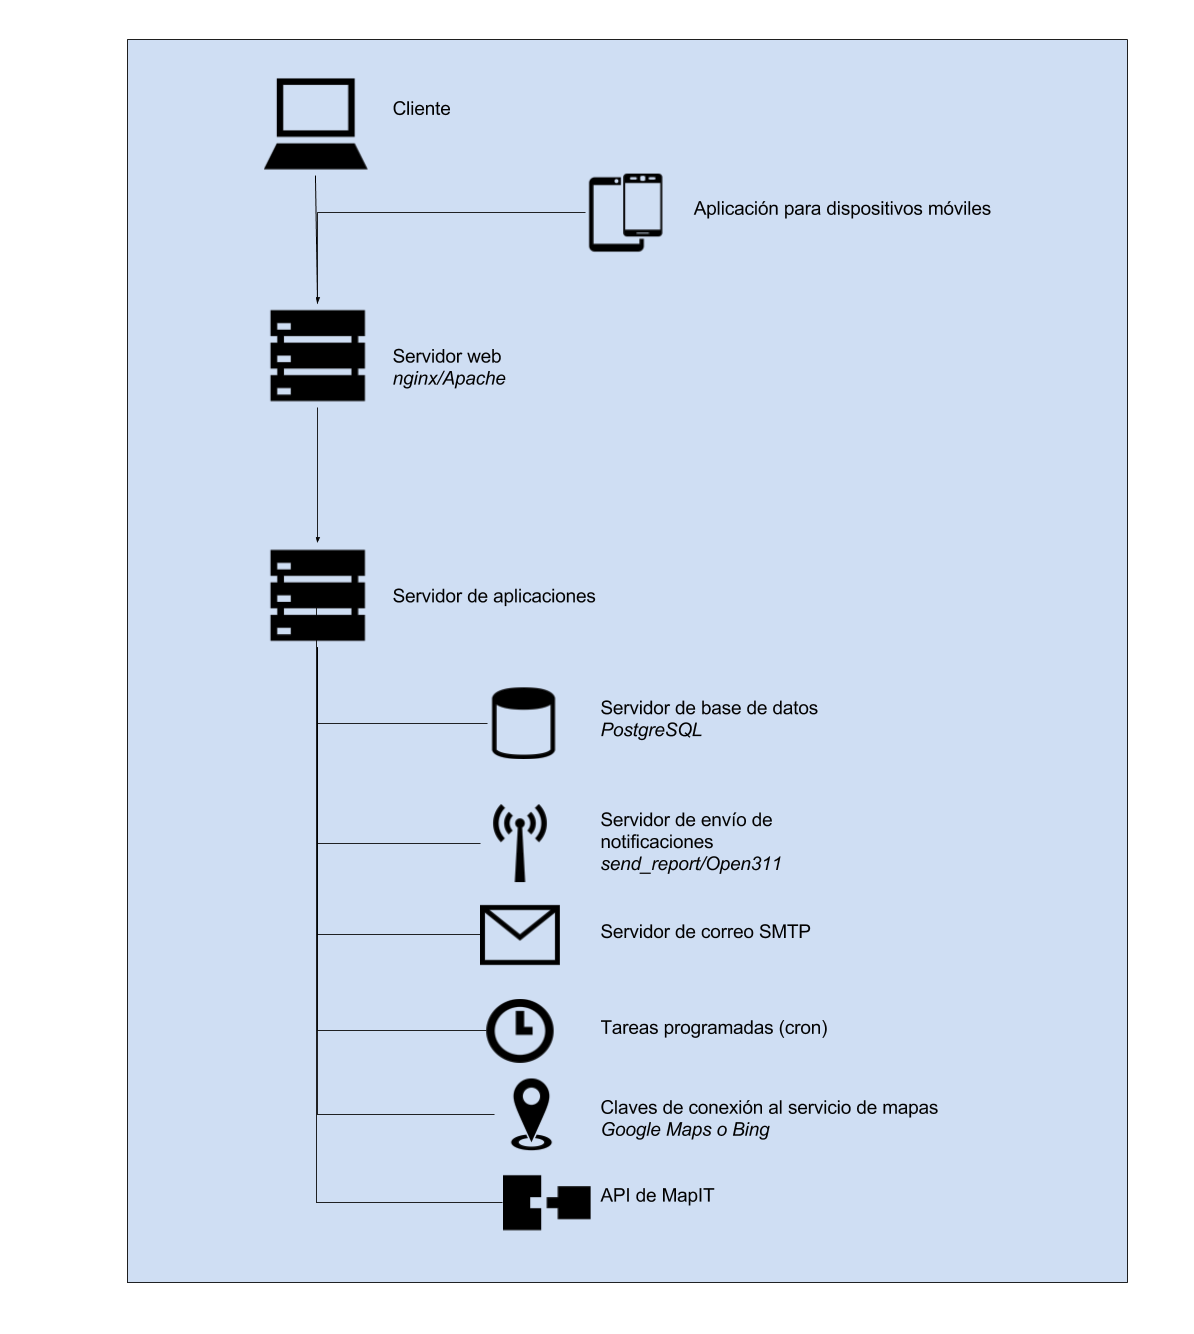 Cliente
Aplicación para dispositivos móviles
Servidor web
nginx/Apache
Servidor de aplicaciones
Servidor de base de datos
PostgreSQL
Servidor de envío de
notificaciones
send_report/Open311
Servidor de correo SMTP
Tareas programadas (cron)
Claves de conexión al servicio de mapas
Google Maps o Bing
API de MapIT